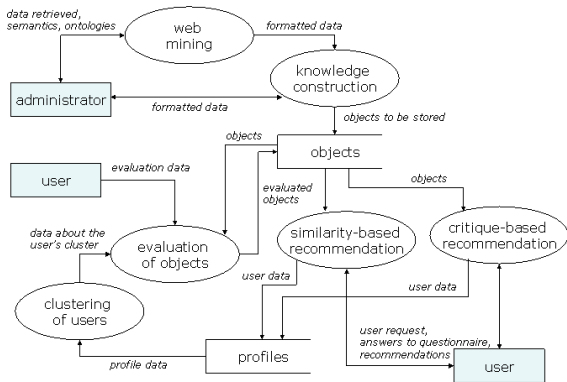 data retrieved,
semantics, ontologies
web
mining
formatted data
knowledge
construction
administrator
formatted data
objects to be stored
objects
objects
user
evaluation data
evaluated
objects
objects
data about the
user's cluster
evaluation
of objects
similarity-based
recommendation
critique-based
recommendation
user data
user data
clustering
of users
profiles
profile data
user request,
answers to questionnaire,
recommendations
user